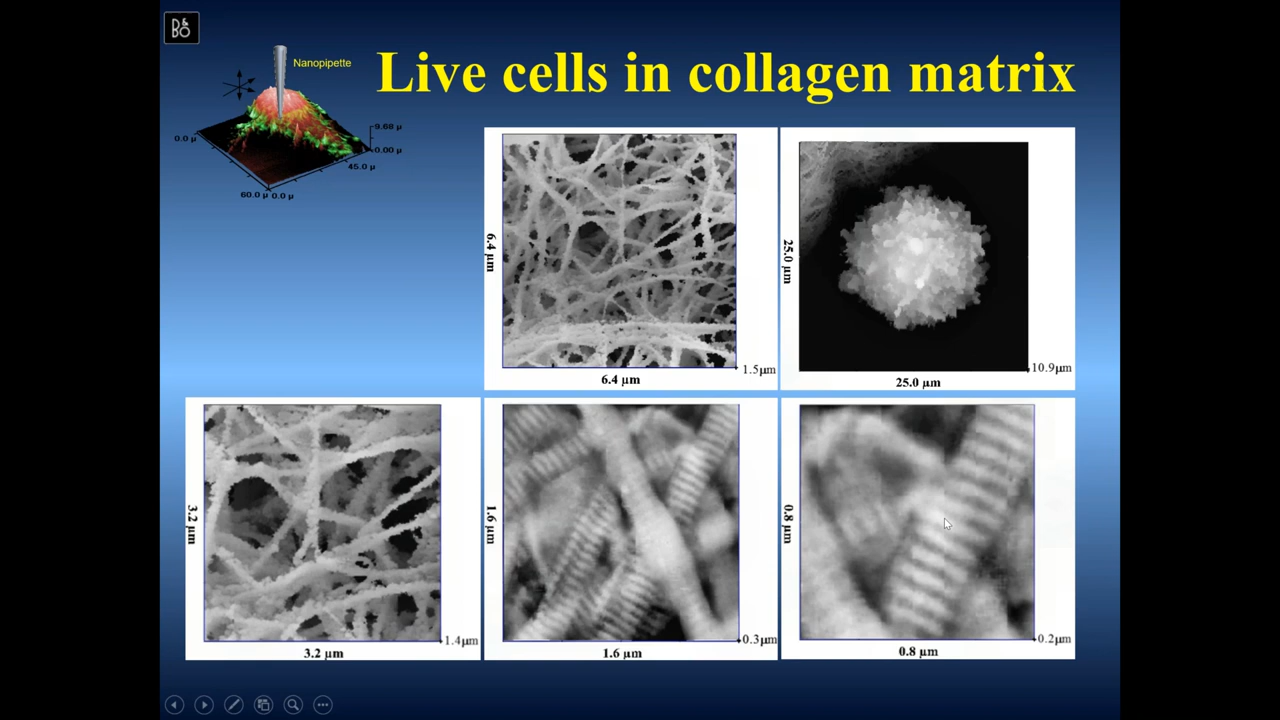 B&O
Nanopipette
Live cells in collagen matrix
9.68 µ
0.0 µ
0.00 µ
45.0 µ
60.0 µ 0.0 µ
6.4 µm
1.5µm
6.4 µm
25.0 µm
10.9µm
25.0 µm
3.2 µm
1.4µm
3.2 µm
1.6 µm
0.3µm
1.6 µm
0.8 µm
0.2µm
0.8 µm